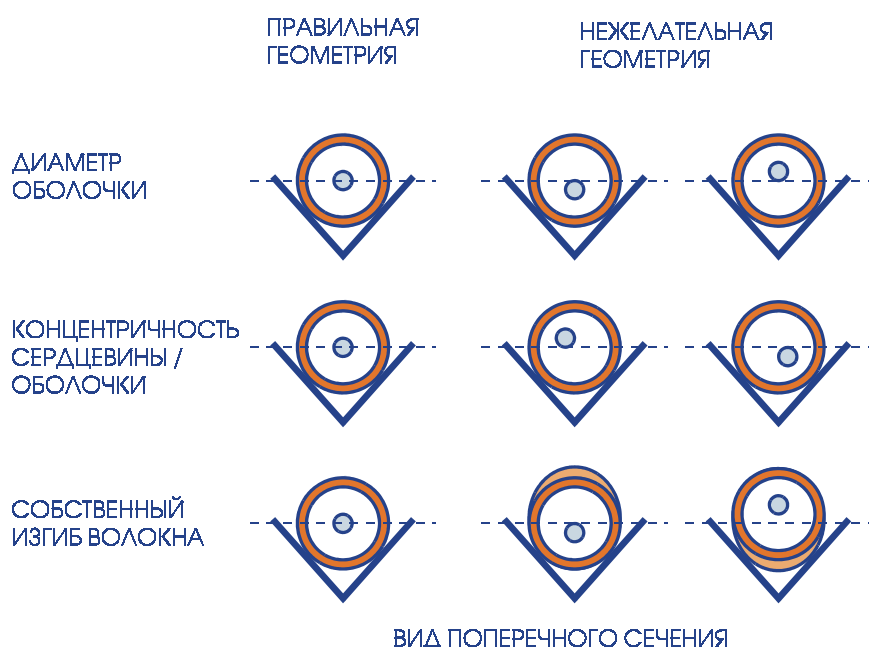 ПРАВИЛЬНАЯ
ГЕОМЕТРИЯ
НЕЖЕЛАТЕЛЬНАЯ
ГЕОМЕТРИЯ
ДИАМЕТР
ОБОЛОЧКИ
КОНЦЕНТРИЧНОСТЬ
СЕРДЦЕВИНЫ /
ОБОЛОЧКИ
СОБСТВЕННЫЙ
ИЗГИБ ВОЛОКНА
ВИД ПОПЕРЕЧНОГО СЕЧЕНИЯ